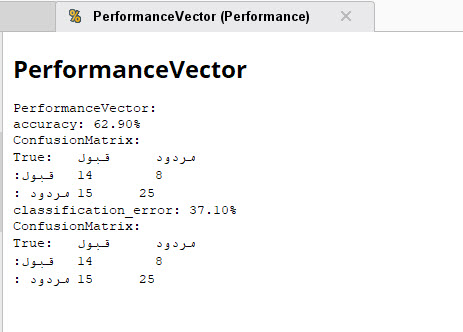 PerformanceVector (Performance)
PerformanceVector
PerformanceVector:
accuracy: 62.90%
ConfusionMatrix:
True: قبول مردود
قبول: 14 8
مردود : 15 25
classification_error: 37.10%
ConfusionMatrix:
True: قبول مردود
قبول: 14 8
مردود : 15 25